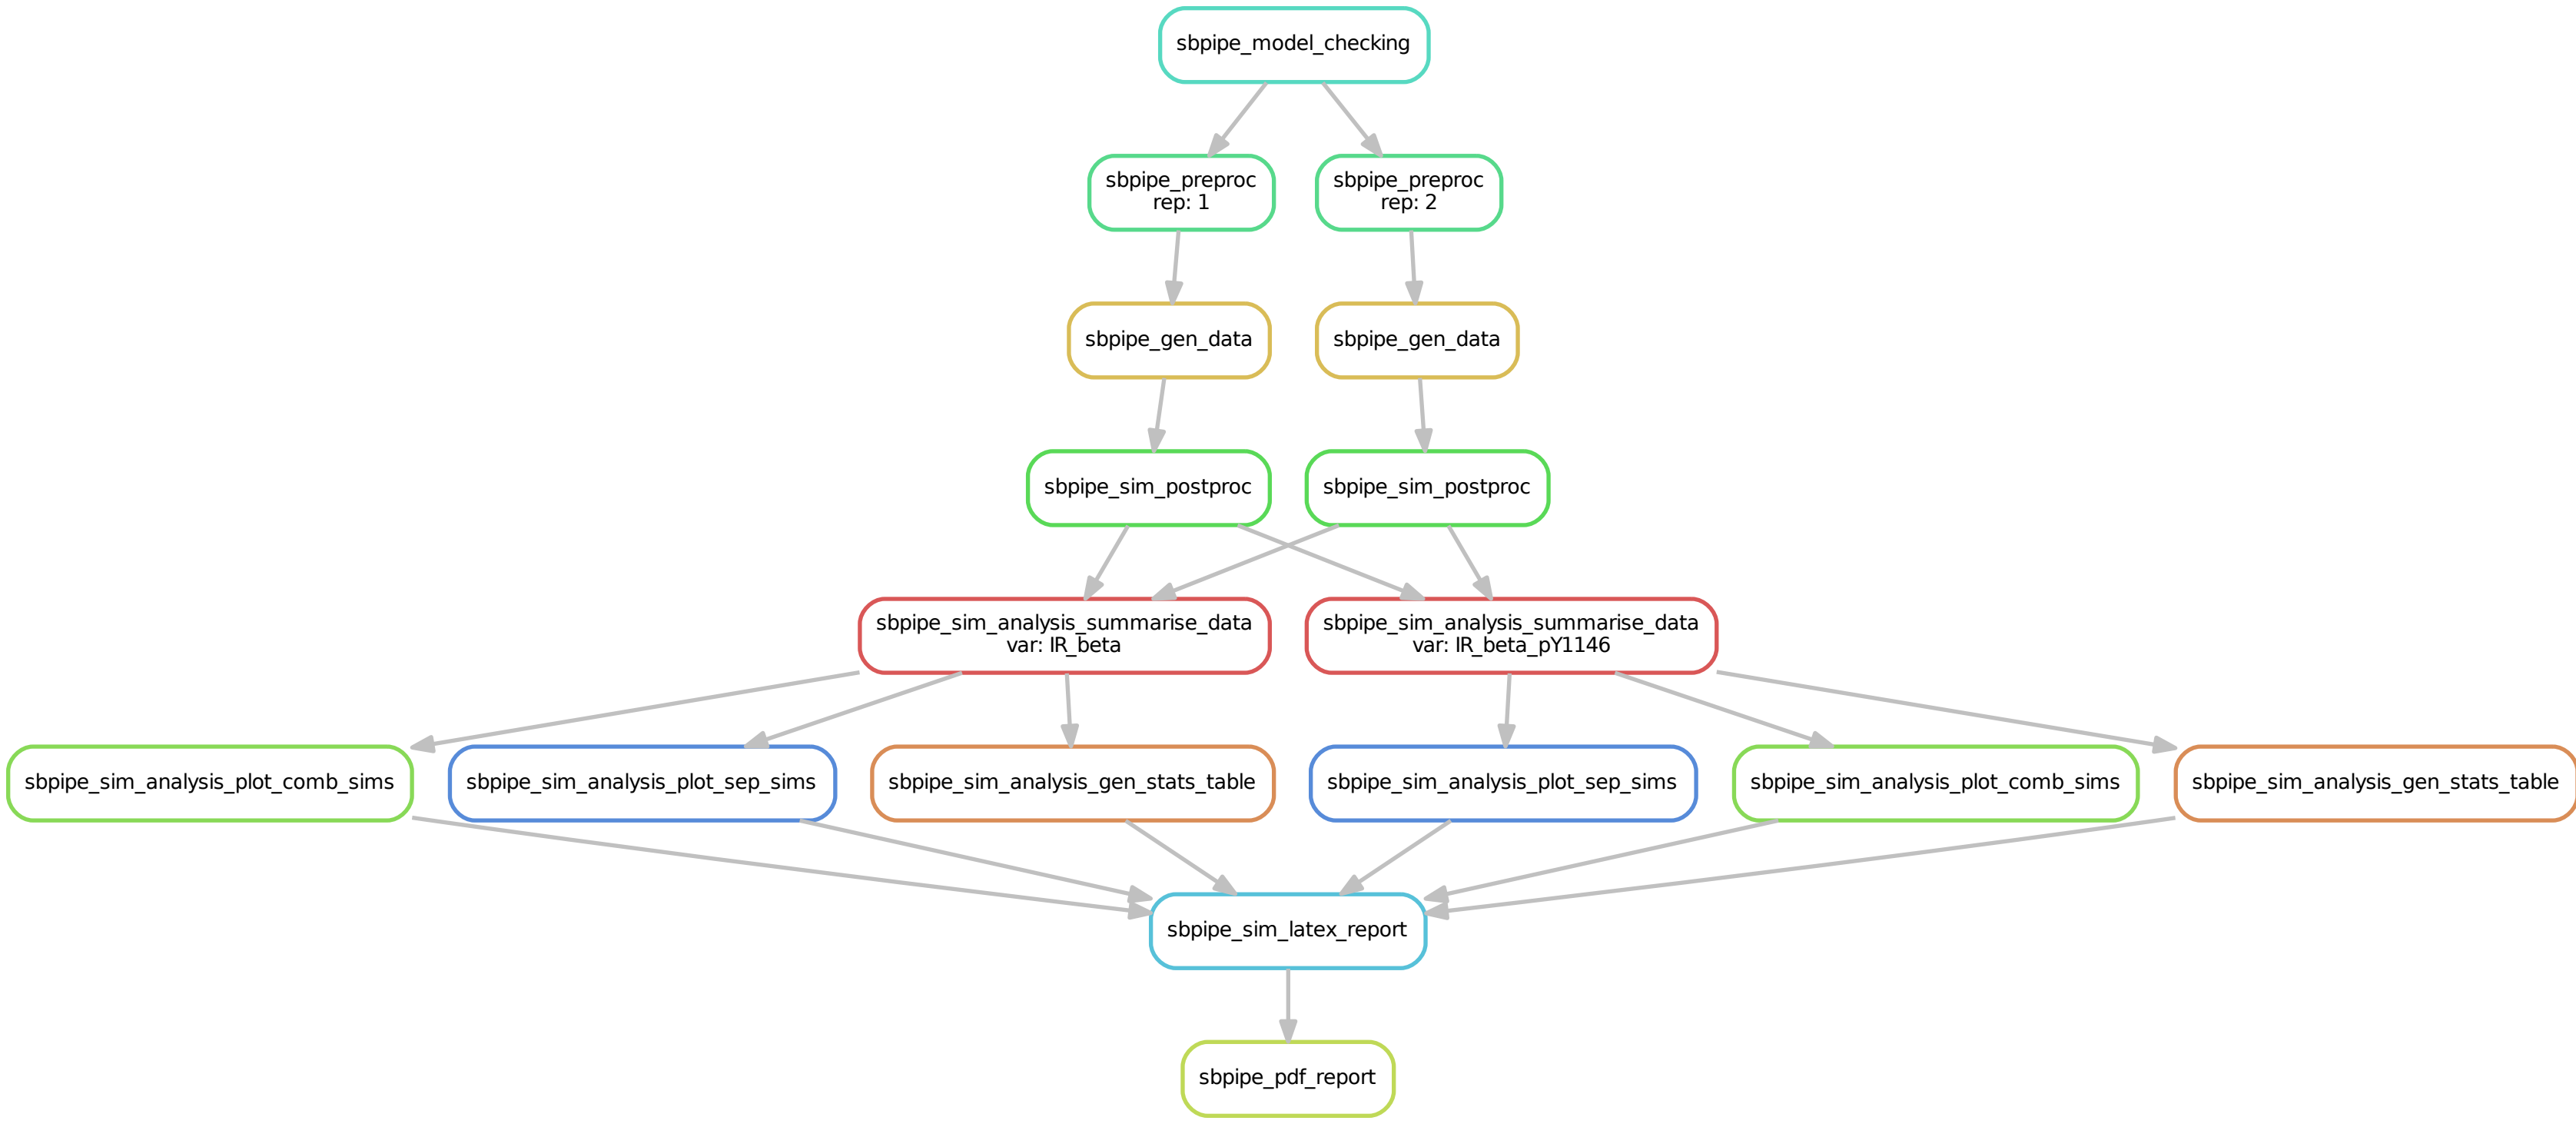 sbpipe_model_checking
sbpipe_preproc
rep: 1
sbpipe_preproc
rep: 2
sbpipe_gen_data
sbpipe_gen_data
sbpipe_sim_postproc
sbpipe_sim_postproc
sbpipe_sim_analysis_summarise_data
var: IR_beta
sbpipe_sim_analysis_summarise_data
var: IR_beta_pY1146
sbpipe_sim_analysis_plot_comb_sims
sbpipe_sim_analysis_plot_sep_sims
sbpipe_sim_analysis_gen_stats_table
sbpipe_sim_analysis_plot_sep_sims
sbpipe_sim_analysis_plot_comb_sims
sbpipe_sim_analysis_gen_stats_table
sbpipe_sim_latex_report
sbpipe_pdf_report